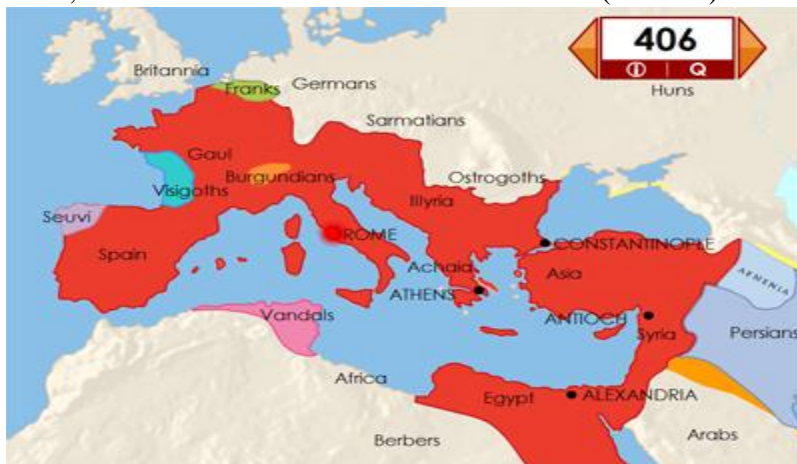 406
Britannia
Franks
Germans
Huns
Sarmatians
Gaul
Burgundians
Ostrogoths
Visigoths
Illyria
Seuvi
ROME
CONSTANTINOPLE
Spain
Achaia
Asia
ARMENIA
ATHENS
Vandals
ANTIOCH
Syria
Persians
Africa
Egypt
ALEXANDRIA
Berbers
Arabs